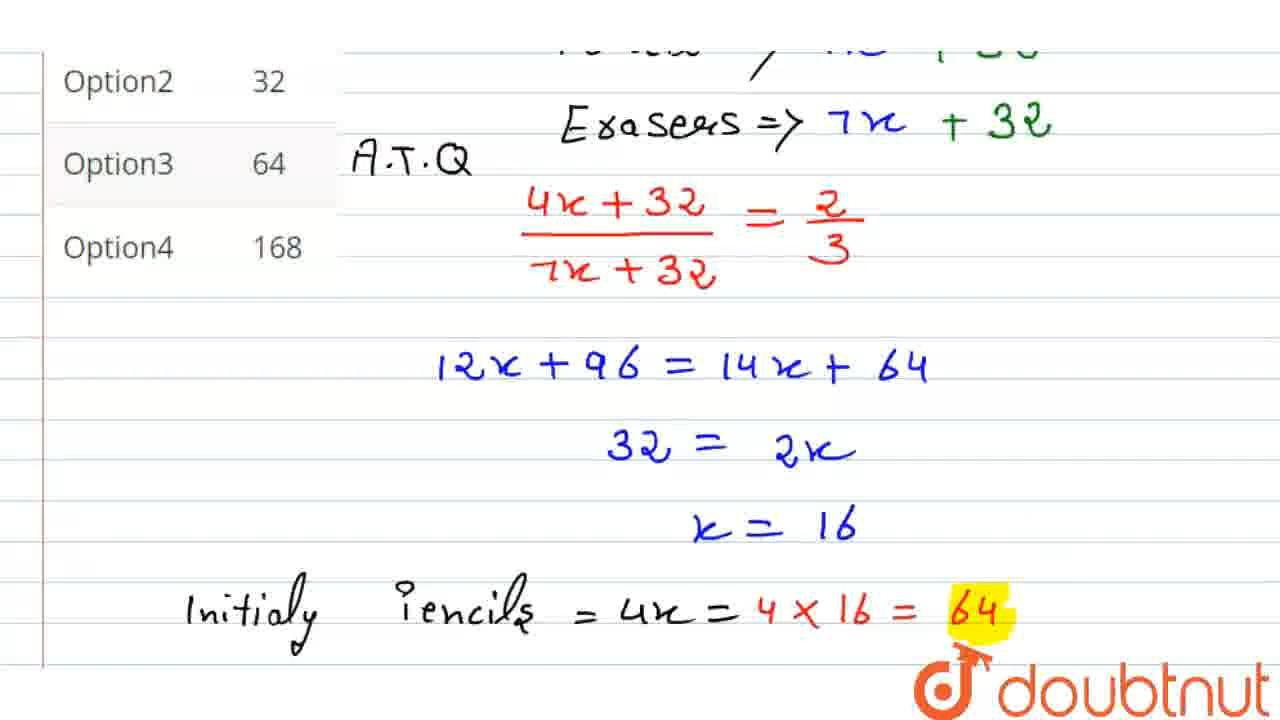 Option2 32
Erasers => 7x + 32
Option3 64
A.T.Q
4x + 32 / 7x + 32 = 2 / 3
Option4 168
12x + 96 = 14x + 64
32 = 2x
x = 16
Initialy Pencils = 4x = 4 × 16 = 64
doubtnut